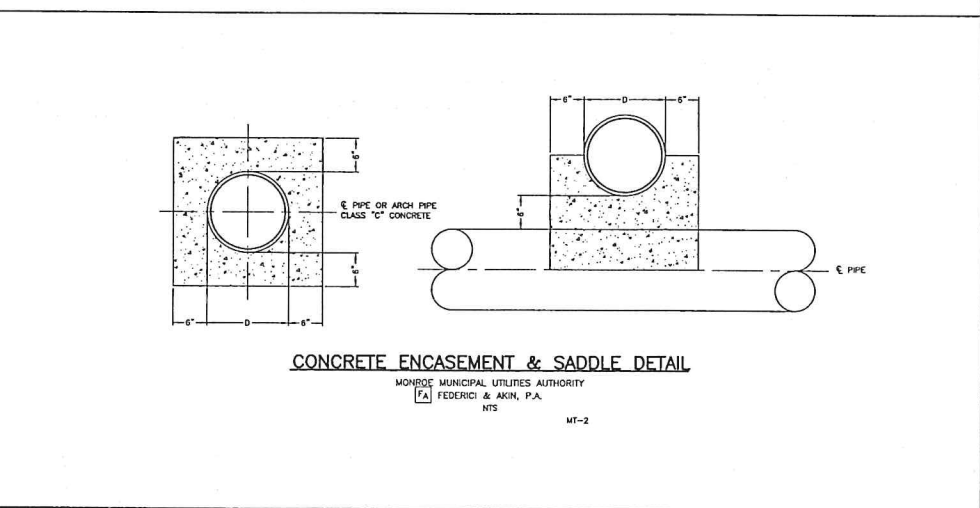 6"
D
6"
6"
6"
℄ PIPE OR ARCH PIPE
CLASS "C" CONCRETE
6"
6"
℄ PIPE
6"
D
6"
CONCRETE ENCASEMENT & SADDLE DETAIL
MONROE MUNICIPAL UTILITIES AUTHORITY
FA FEDERICI & AKIN, P.A.
NTS
MT-2